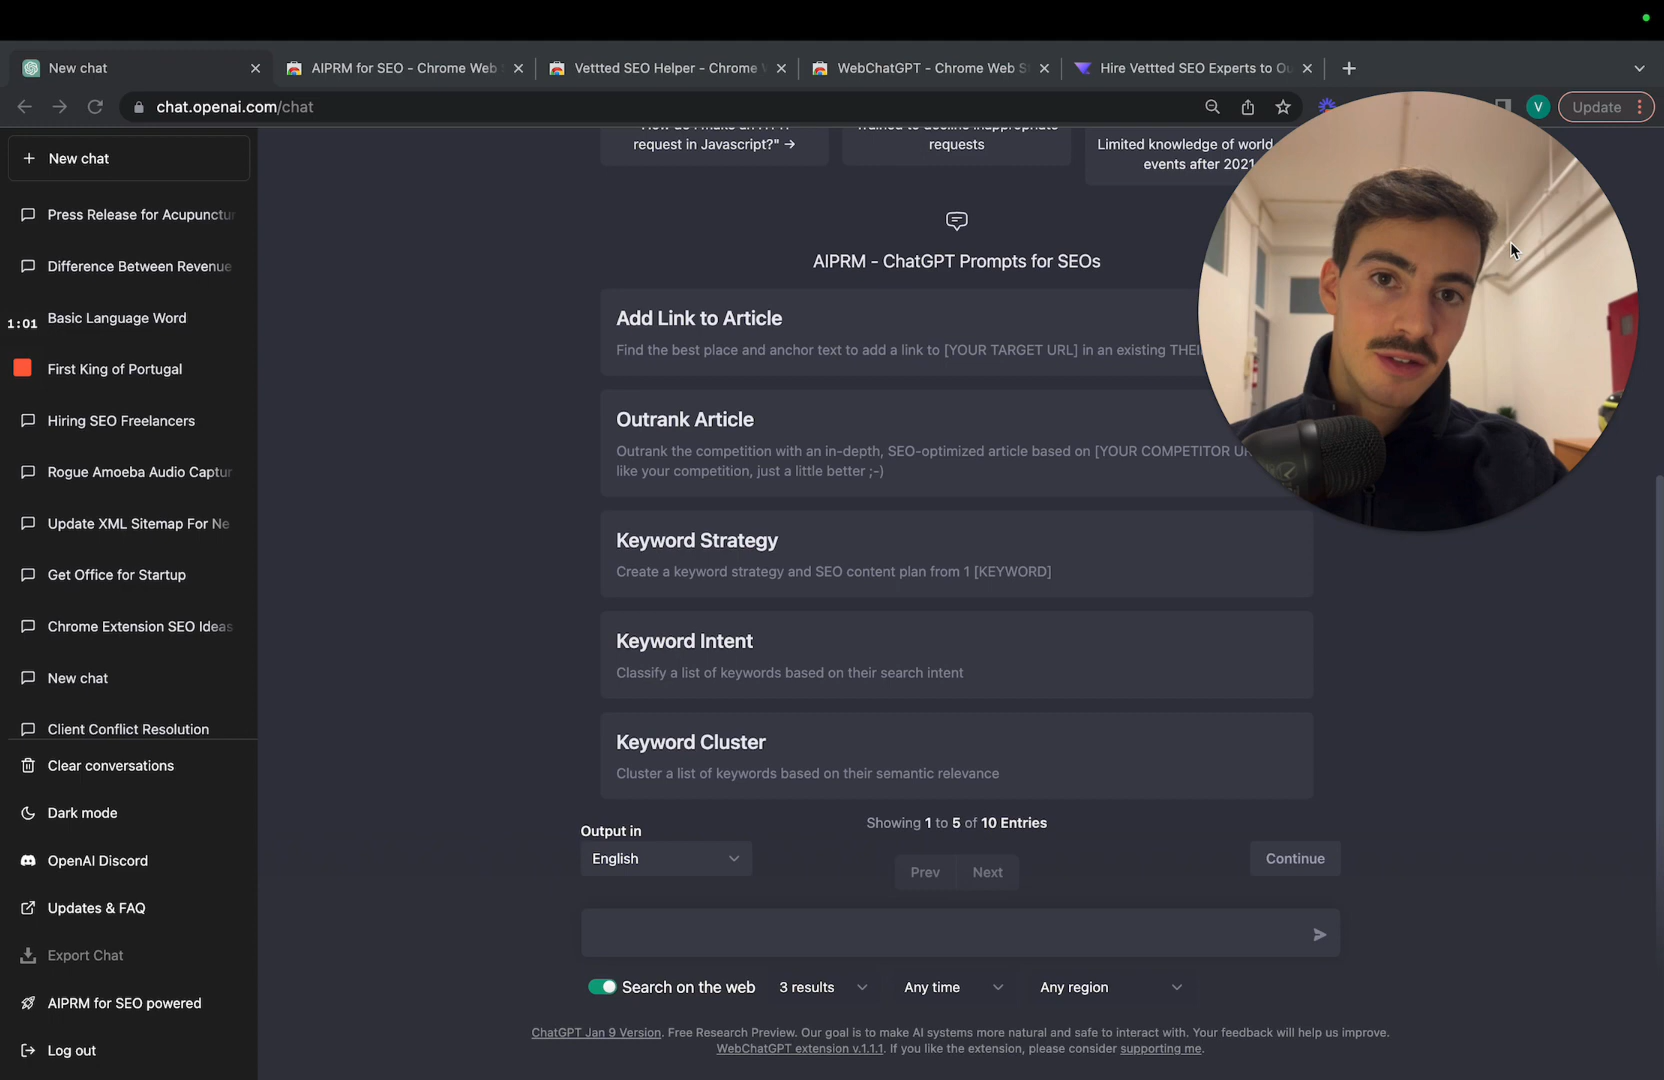 New chat
AIPRM for SEO - Chrome Web
Vettted SEO Helper - Chrome
WebChatGPT - Chrome Web
Hire Vettted SEO Experts to
chat.openai.com/chat
V
Update
New chat
Press Release for Acupunctur
Difference Between Revenue
1:01
Basic Language Word
First King of Portugal
Hiring SEO Freelancers
Rogue Amoeba Audio Captur
Update XML Sitemap For Ne
Get Office for Startup
Chrome Extension SEO Ideas
New chat
Client Conflict Resolution
Clear conversations
Dark mode
OpenAI Discord
Updates & FAQ
Export Chat
AIPRM for SEO powered
Log out
request in Javascript?" →
Trained to decline inappropriate
requests
Limited knowledge of world
events after 2021
AIPRM - ChatGPT Prompts for SEOs
Add Link to Article
Find the best place and anchor text to add a link to [YOUR TARGET URL] in an existing
Outrank Article
Outrank the competition with an in-depth, SEO-optimized article based on [YOUR COMPETITOR
like your competition, just a little better ;-)
Keyword Strategy
Create a keyword strategy and SEO content plan from 1 [KEYWORD]
Keyword Intent
Classify a list of keywords based on their search intent
Keyword Cluster
Cluster a list of keywords based on their semantic relevance
Showing 1 to 5 of 10 Entries
Output in
English
Prev
Next
Continue
Search on the web
3 results
Any time
Any region
ChatGPT Jan 9 Version. Free Research Preview. Our goal is to make AI systems more natural and safe to interact with. Your feedback will help us improve.
WebChatGPT extension v.1.1.1. If you like the extension, please consider supporting me.